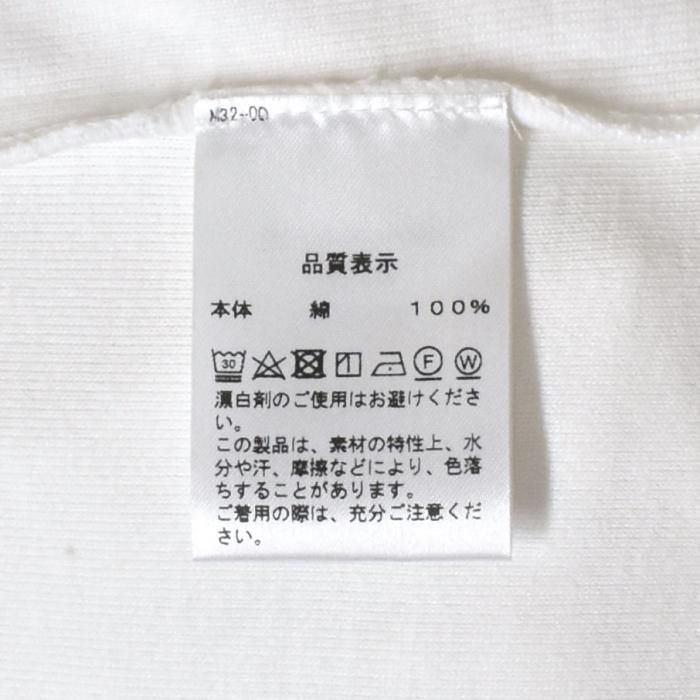 M32-00
品質表示
本体 綿 100%
30 F W
漂白剤のご使用はお避けくださ
い。
この製品は、素材の特性上、水
分や汗、摩擦などにより、色落
ちすることがあります。
ご着用の際は、充分ご注意くだ
さい。